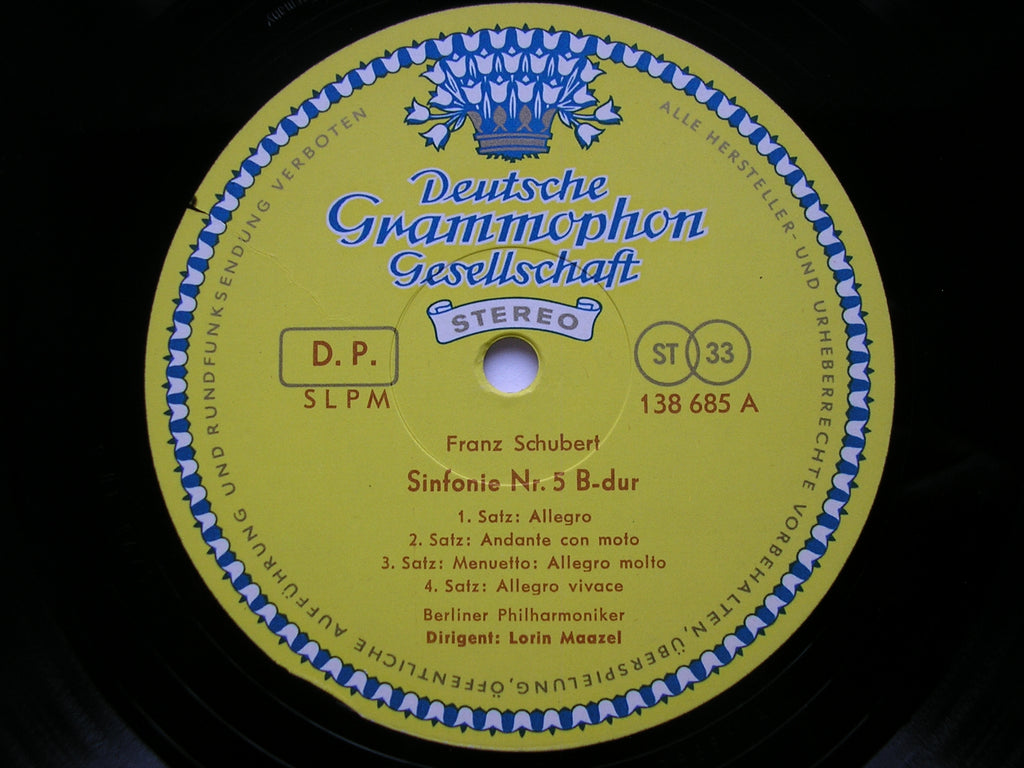 Deutsche
Grammophon
Gesellschaft
STEREO
D. P.
SLPM
ST 33
138 685 A
Franz Schubert
Sinfonie Nr. 5 B-dur
1. Satz: Allegro
2. Satz: Andante con moto
3. Satz: Menuetto: Allegro molto
4. Satz: Allegro vivace
Berliner Philharmoniker
Dirigent: Lorin Maazel
ALLE HERSTELLER- UND URHEBERRECHTE VORBEHALTEN, ÜBERSPIELUNG, ÖFFENTLICHE AUFFÜHRUNG UND RUNDFUNKSENDUNG VERBOTEN